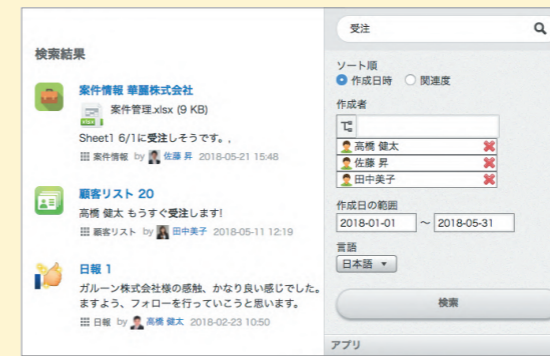 検索結果
案件情報 華麗株式会社
案件管理.xlsx (9 KB)
Sheet1 6/1に受注しそうです。,
案件情報 by 佐藤 昇 2018-05-21 15:48
顧客リスト 20
高橋 健太 もうすぐ受注します!
顧客リスト by 田中美子 2018-05-11 12:19
日報 1
ガルーン株式会社様の感触、かなり良い感じでした。
ますよう、フォローを行っていこうと思います。
日報 by 高橋 健太 2018-02-23 10:50
受注
ソート順
作成日時 関連度
作成者
高橋 健太
佐藤 昇
田中美子
作成日の範囲
2018-01-01 ～ 2018-05-31
言語
日本語
検索
アプリ